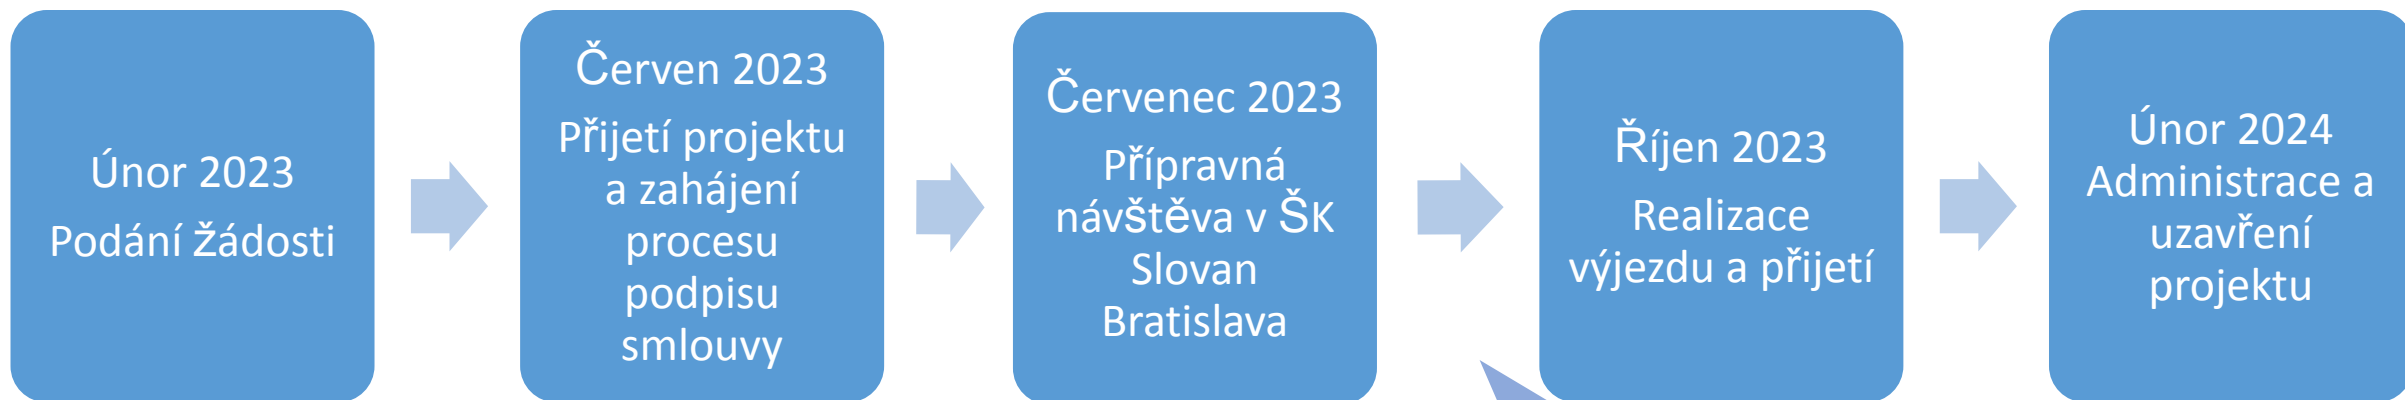 Únor 2023
Podání žádosti
Červen 2023
Přijetí projektu
a zahájení
procesu
podpisu
smlouvy
Červenec 2023
Přípravná
návštěva v ŠK
Slovan
Bratislava
Říjen 2023
Realizace
výjezdu a přijetí
Únor 2024
Administrace a
uzavření
projektu